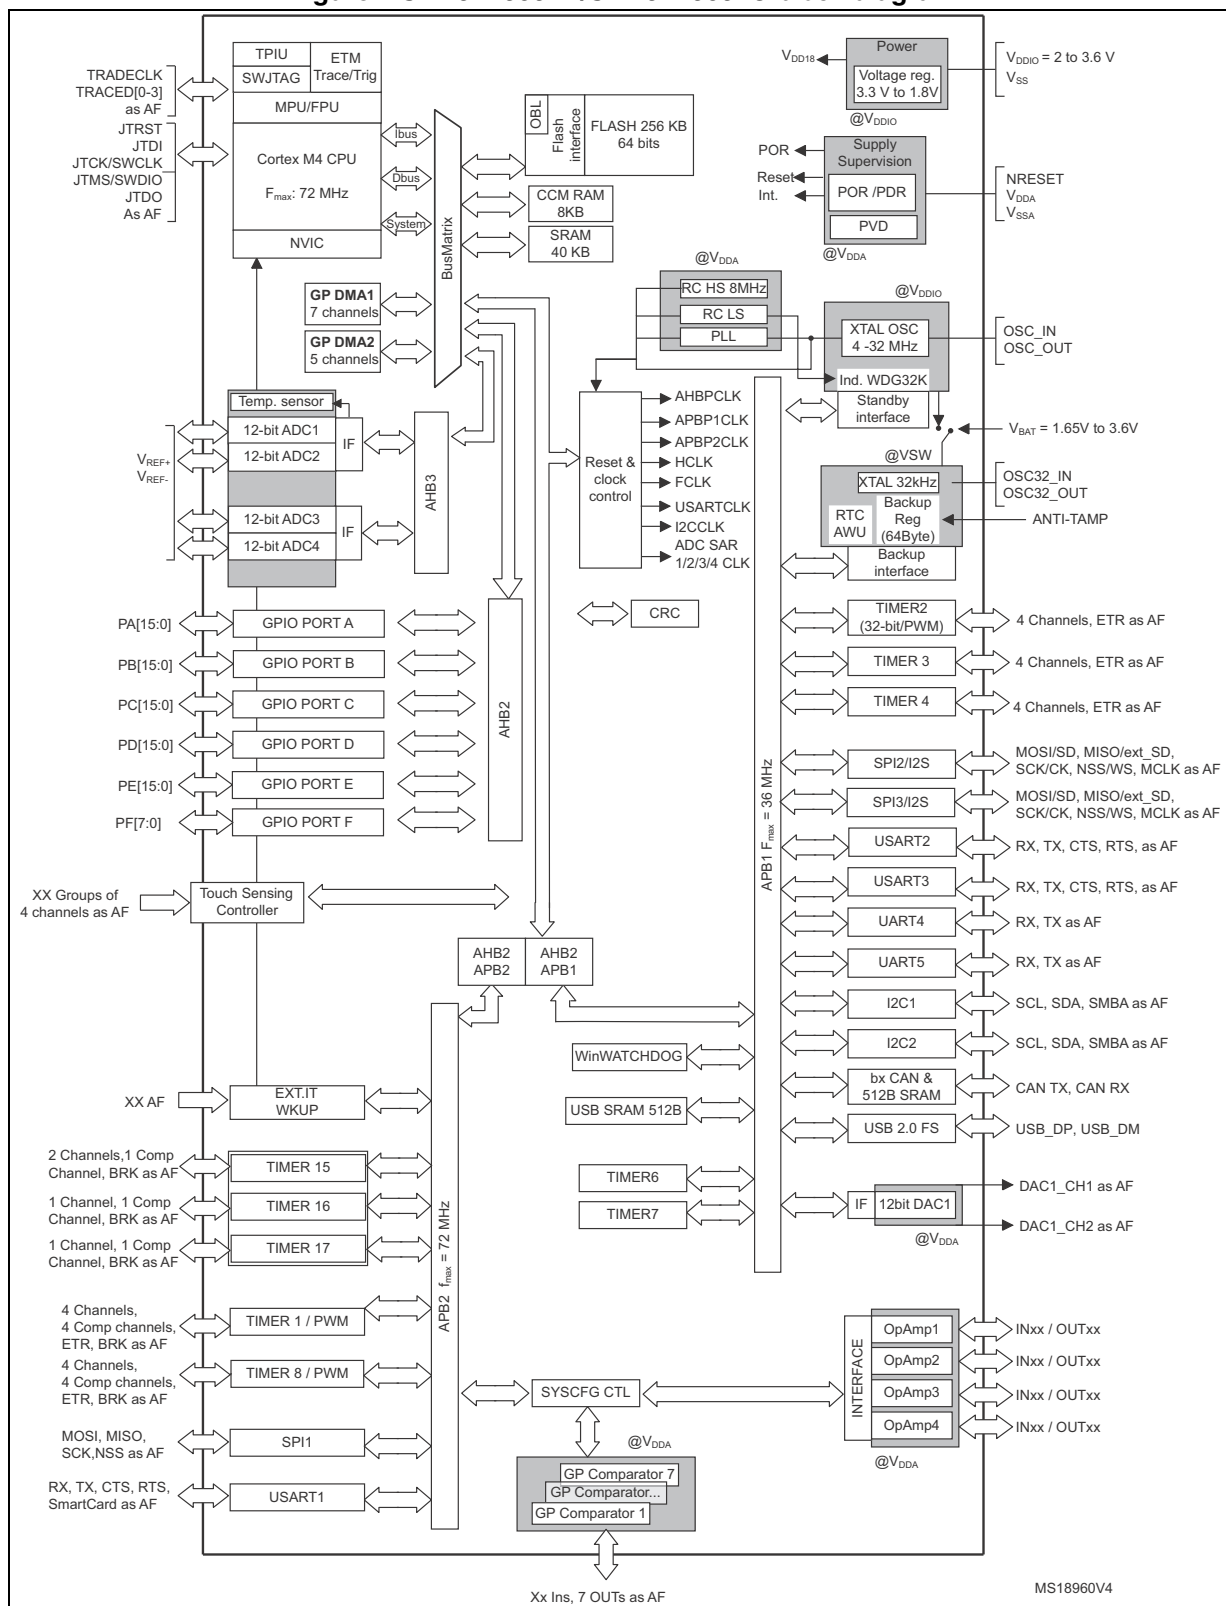 TPIU
ETM
Trace/Trig
SWJTAG
MPU/FPU
Cortex M4 CPU
Fmax: 72 MHz
NVIC
TRADECLK
TRACED[0-3]
as AF
JTRST
JTDI
JTCK/SWCLK
JTMS/SWDIO
JTDO
As AF
Ibus
Dbus
System
BusMatrix
OBL
Flash
interface
FLASH 256 KB
64 bits
CCM RAM
8KB
SRAM
40 KB
GP DMA1
7 channels
GP DMA2
5 channels
VDD18
Power
Voltage reg.
3.3 V to 1.8V
@VDDIO
VDDIO = 2 to 3.6 V
VSS
POR
Reset
Int.
Supply
Supervision
POR /PDR
PVD
@VDDA
NRESET
VDDA
VSSA
@VDDA
RC HS 8MHz
RC LS
PLL
@VDDIO
XTAL OSC
4 -32 MHz
Ind. WDG32K
Standby
interface
OSC_IN
OSC_OUT
VBAT = 1.65V to 3.6V
@VSW
XTAL 32kHz
RTC
AWU
Backup
Reg
(64Byte)
Backup
interface
OSC32_IN
OSC32_OUT
ANTI-TAMP
Reset &
clock
control
AHBPCLK
APBP1CLK
APBP2CLK
HCLK
FCLK
USARTCLK
I2CCLK
ADC SAR
1/2/3/4 CLK
Temp. sensor
12-bit ADC1
12-bit ADC2
IF
VREF+
VREF-
12-bit ADC3
12-bit ADC4
IF
AHB3
CRC
PA[15:0]
GPIO PORT A
PB[15:0]
GPIO PORT B
PC[15:0]
GPIO PORT C
PD[15:0]
GPIO PORT D
PE[15:0]
GPIO PORT E
PF[7:0]
GPIO PORT F
AHB2
XX Groups of
4 channels as AF
Touch Sensing
Controller
AHB2
APB2
AHB2
APB1
APB1 Fmax = 36 MHz
TIMER2
(32-bit/PWM)
4 Channels, ETR as AF
TIMER 3
4 Channels, ETR as AF
TIMER 4
4 Channels, ETR as AF
SPI2/I2S
MOSI/SD, MISO/ext_SD,
SCK/CK, NSS/WS, MCLK as AF
SPI3/I2S
MOSI/SD, MISO/ext_SD,
SCK/CK, NSS/WS, MCLK as AF
USART2
RX, TX, CTS, RTS, as AF
USART3
RX, TX, CTS, RTS, as AF
UART4
RX, TX as AF
UART5
RX, TX as AF
I2C1
SCL, SDA, SMBA as AF
I2C2
SCL, SDA, SMBA as AF
bx CAN &
512B SRAM
CAN TX, CAN RX
USB 2.0 FS
USB_DP, USB_DM
WinWATCHDOG
USB SRAM 512B
TIMER6
TIMER7
IF
12bit DAC1
@VDDA
DAC1_CH1 as AF
DAC1_CH2 as AF
XX AF
EXT.IT
WKUP
2 Channels,1 Comp
Channel, BRK as AF
TIMER 15
1 Channel, 1 Comp
Channel, BRK as AF
TIMER 16
1 Channel, 1 Comp
Channel, BRK as AF
TIMER 17
4 Channels,
4 Comp channels,
ETR, BRK as AF
TIMER 1 / PWM
4 Channels,
4 Comp channels,
ETR, BRK as AF
TIMER 8 / PWM
MOSI, MISO,
SCK,NSS as AF
SPI1
RX, TX, CTS, RTS,
SmartCard as AF
USART1
APB2 fmax = 72 MHz
SYSCFG CTL
@VDDA
GP Comparator 7
GP Comparator...
GP Comparator 1
Xx Ins, 7 OUTs as AF
INTERFACE
OpAmp1
INxx / OUTxx
OpAmp2
INxx / OUTxx
OpAmp3
INxx / OUTxx
OpAmp4
INxx / OUTxx
@VDDA
MS18960V4